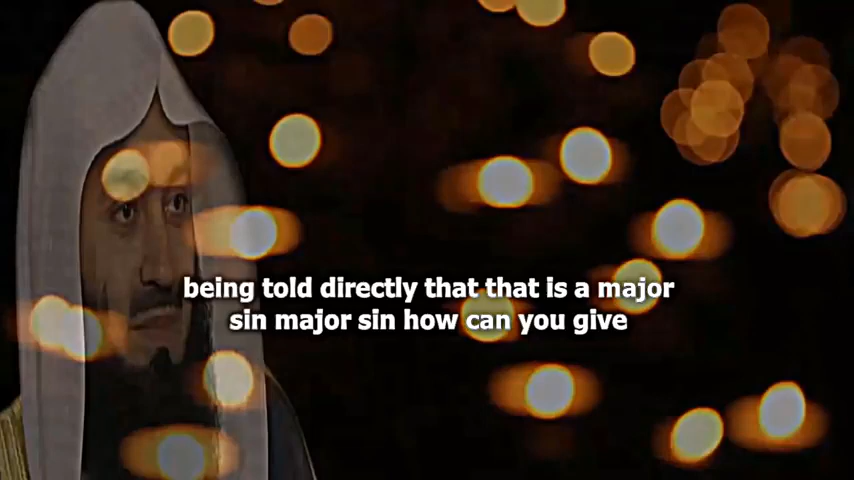 being told directly that that is a major
sin major sin how can you give